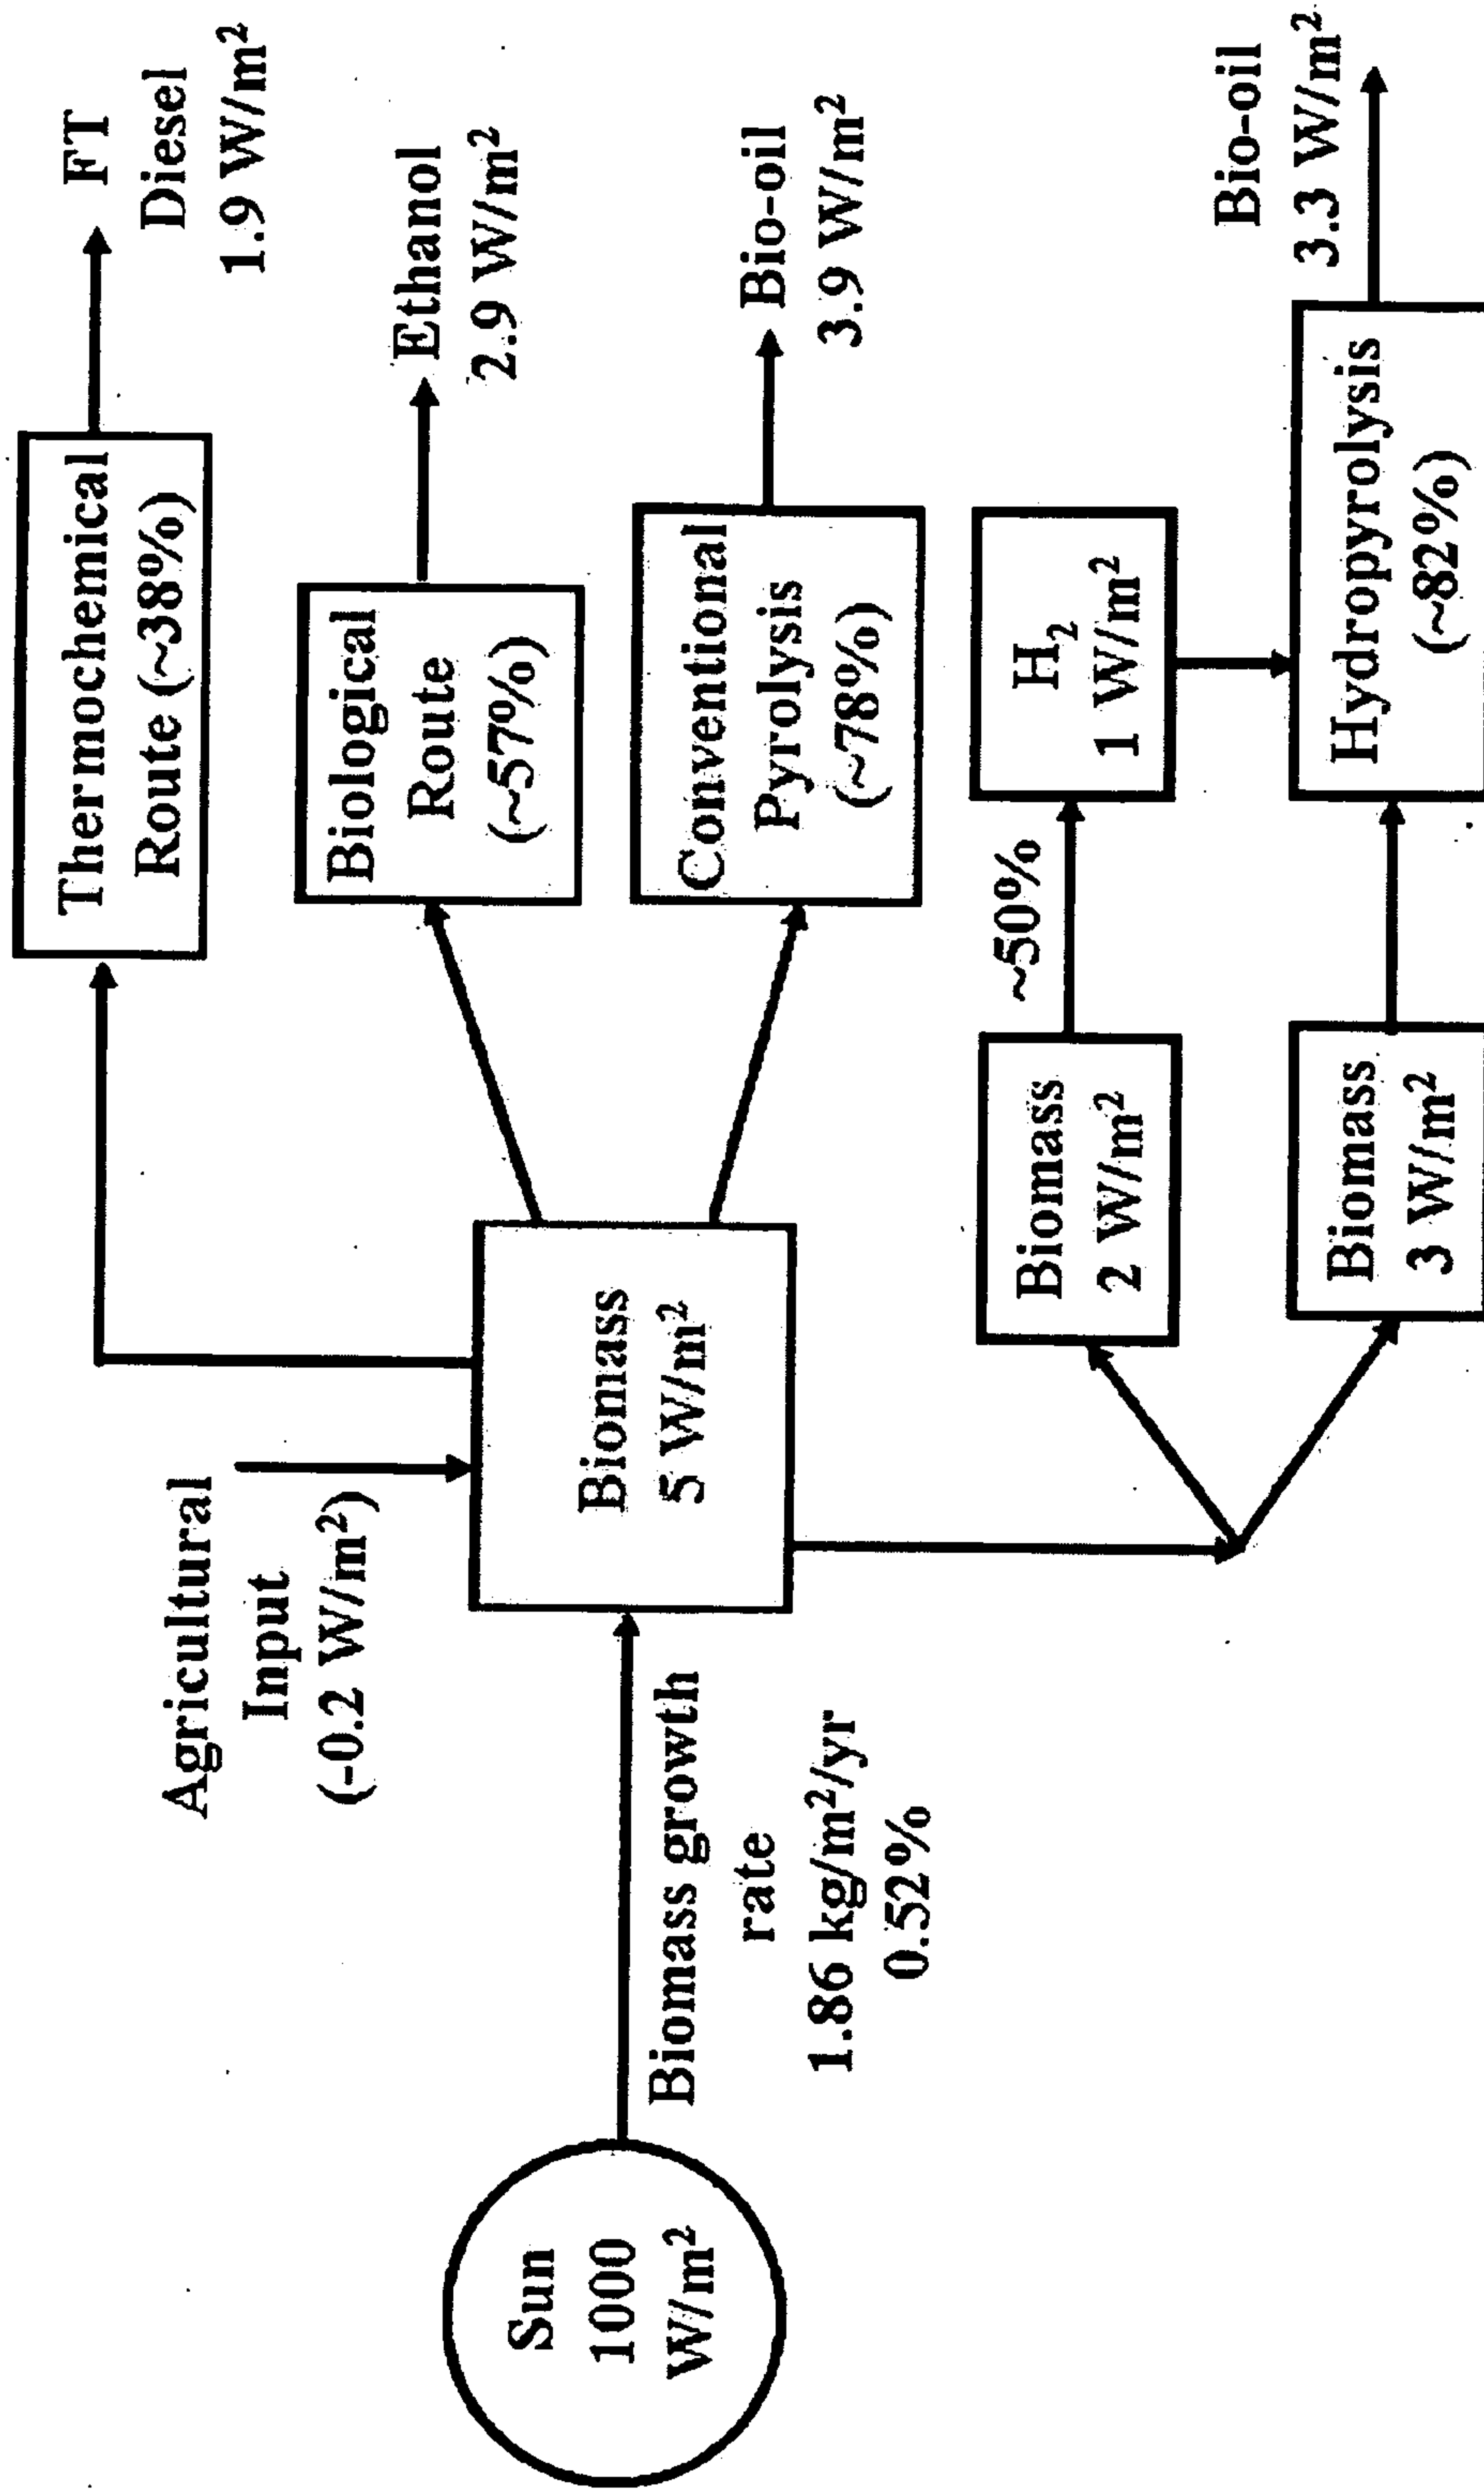 Sun
1000
W/m²
Biomass growth
rate
1.86 kg/m²/yr
0.52%
Agricultural
Input
(-0.2 W/m²)
Biomass
5 W/m²
Thermochemical
Route (~38%)
FT
Diesel
1.9 W/m²
Biological
Route
(~57%)
Ethanol
2.9 W/m²
Conventional
Pyrolysis
(~78%)
Bio-oil
3.9 W/m²
Biomass
2 W/m²
~50%
H₂
1 W/m²
Biomass
3 W/m²
Hydropyrolysis
(~82%)
Bio-oil
3.3 W/m²